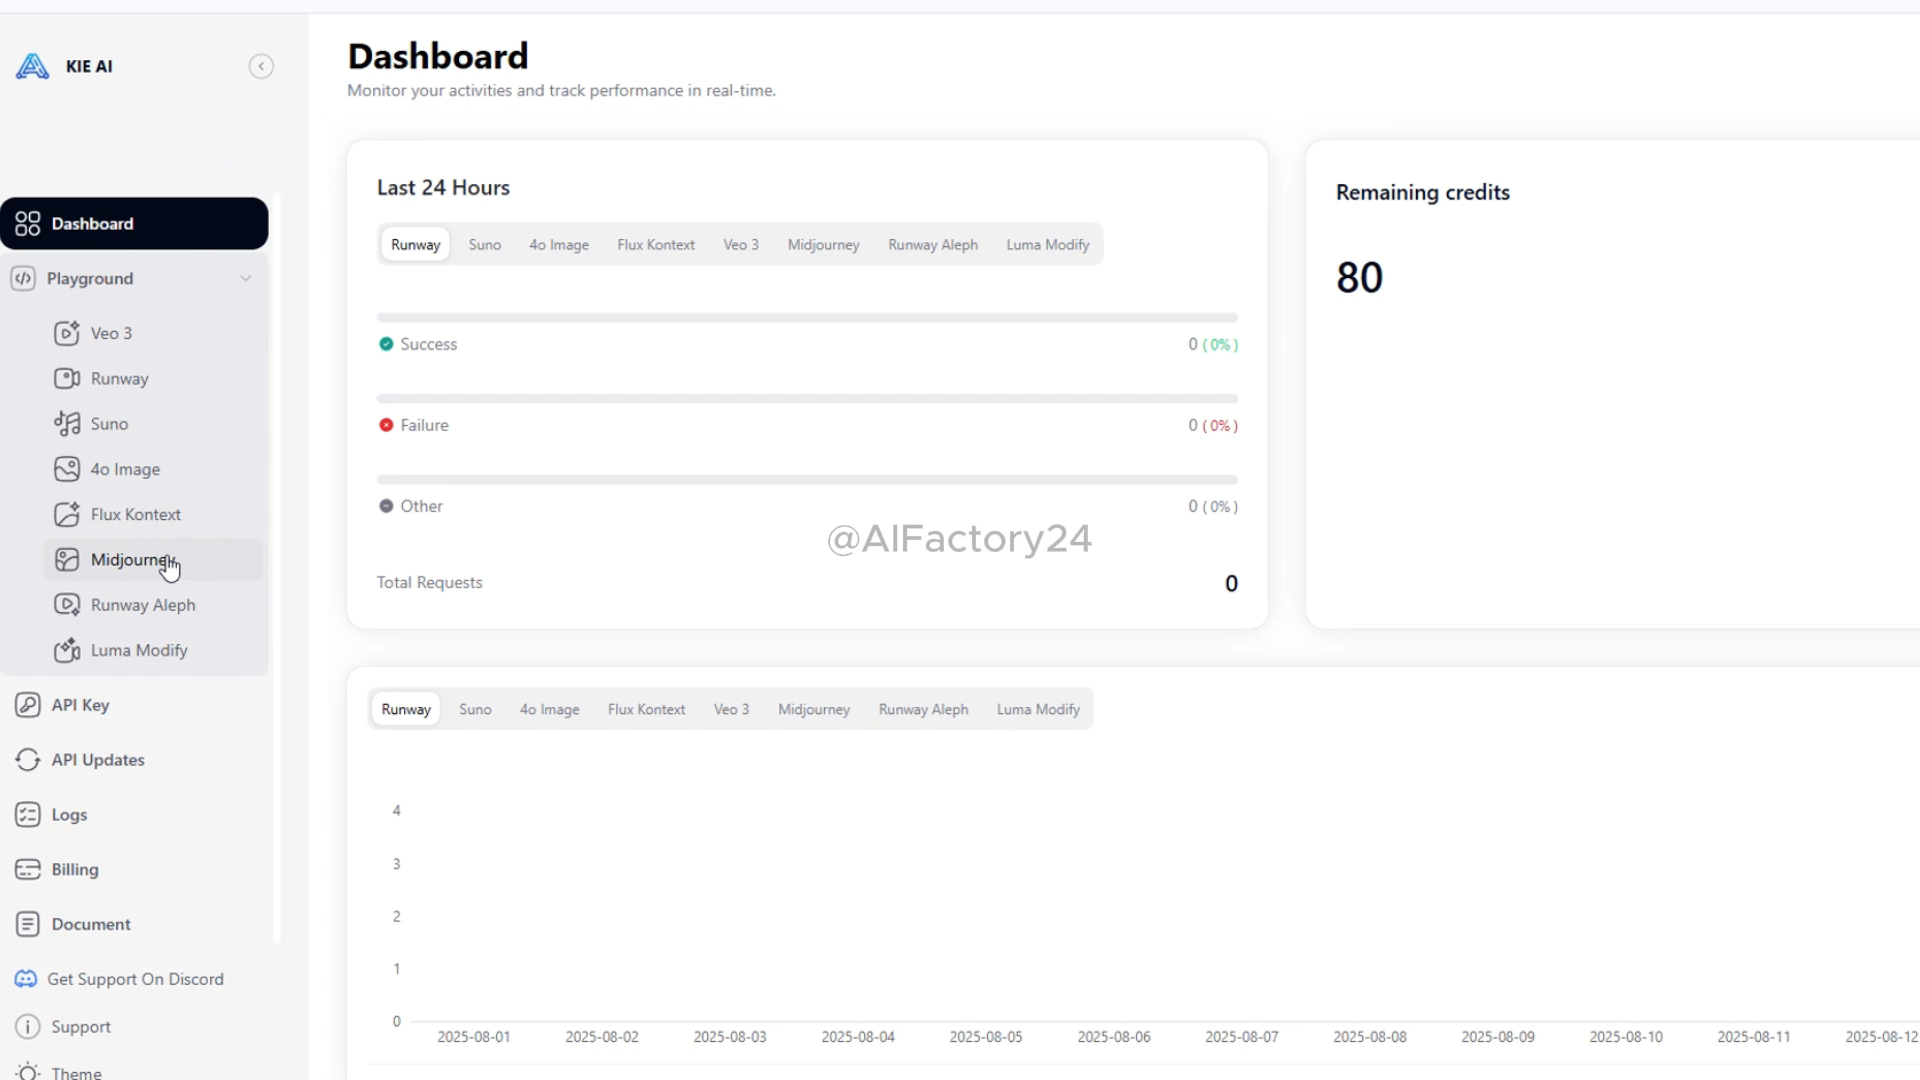 KIE AI
Dashboard
Playground
Veo 3
Runway
Suno
4o Image
Flux Kontext
Midjourney
Runway Aleph
Luma Modify
API Key
API Updates
Logs
Billing
Document
Get Support On Discord
Support
Theme
Dashboard
Monitor your activities and track performance in real-time.
Last 24 Hours
Runway Suno 4o Image Flux Kontext Veo 3 Midjourney Runway Aleph Luma Modify
Success 0 ( 0% )
Failure 0 ( 0% )
Other 0 ( 0% )
Total Requests 0
Remaining credits
80
@AIFactory24
Runway Suno 4o Image Flux Kontext Veo 3 Midjourney Runway Aleph Luma Modify
4
3
2
1
0
2025-08-01 2025-08-02 2025-08-03 2025-08-04 2025-08-05 2025-08-06 2025-08-07 2025-08-08 2025-08-09 2025-08-10 2025-08-11 2025-08-12